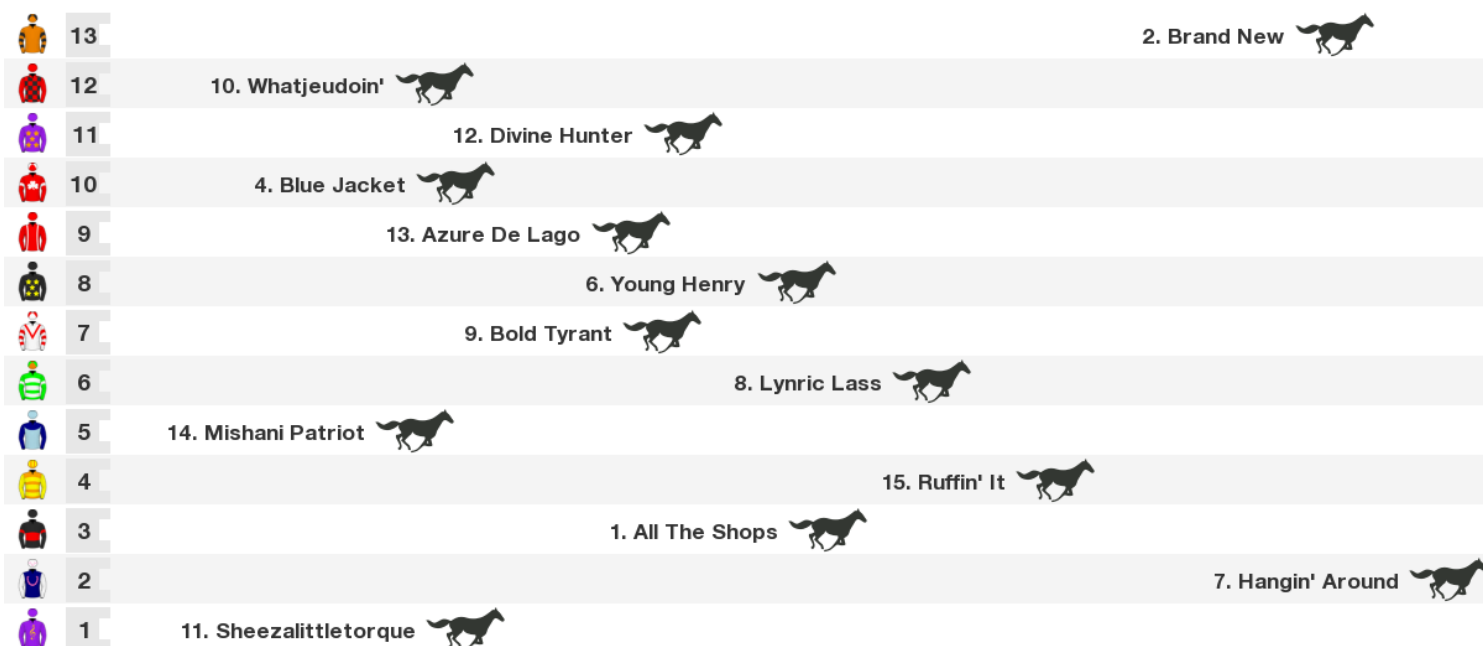 13 2. Brand New
12 10. Whatjeudoin'
11 12. Divine Hunter
10 4. Blue Jacket
9 13. Azure De Lago
8 6. Young Henry
7 9. Bold Tyrant
6 8. Lynric Lass
5 14. Mishani Patriot
4 15. Ruffin' It
3 1. All The Shops
2 7. Hangin' Around
1 11. Sheezalittletorque